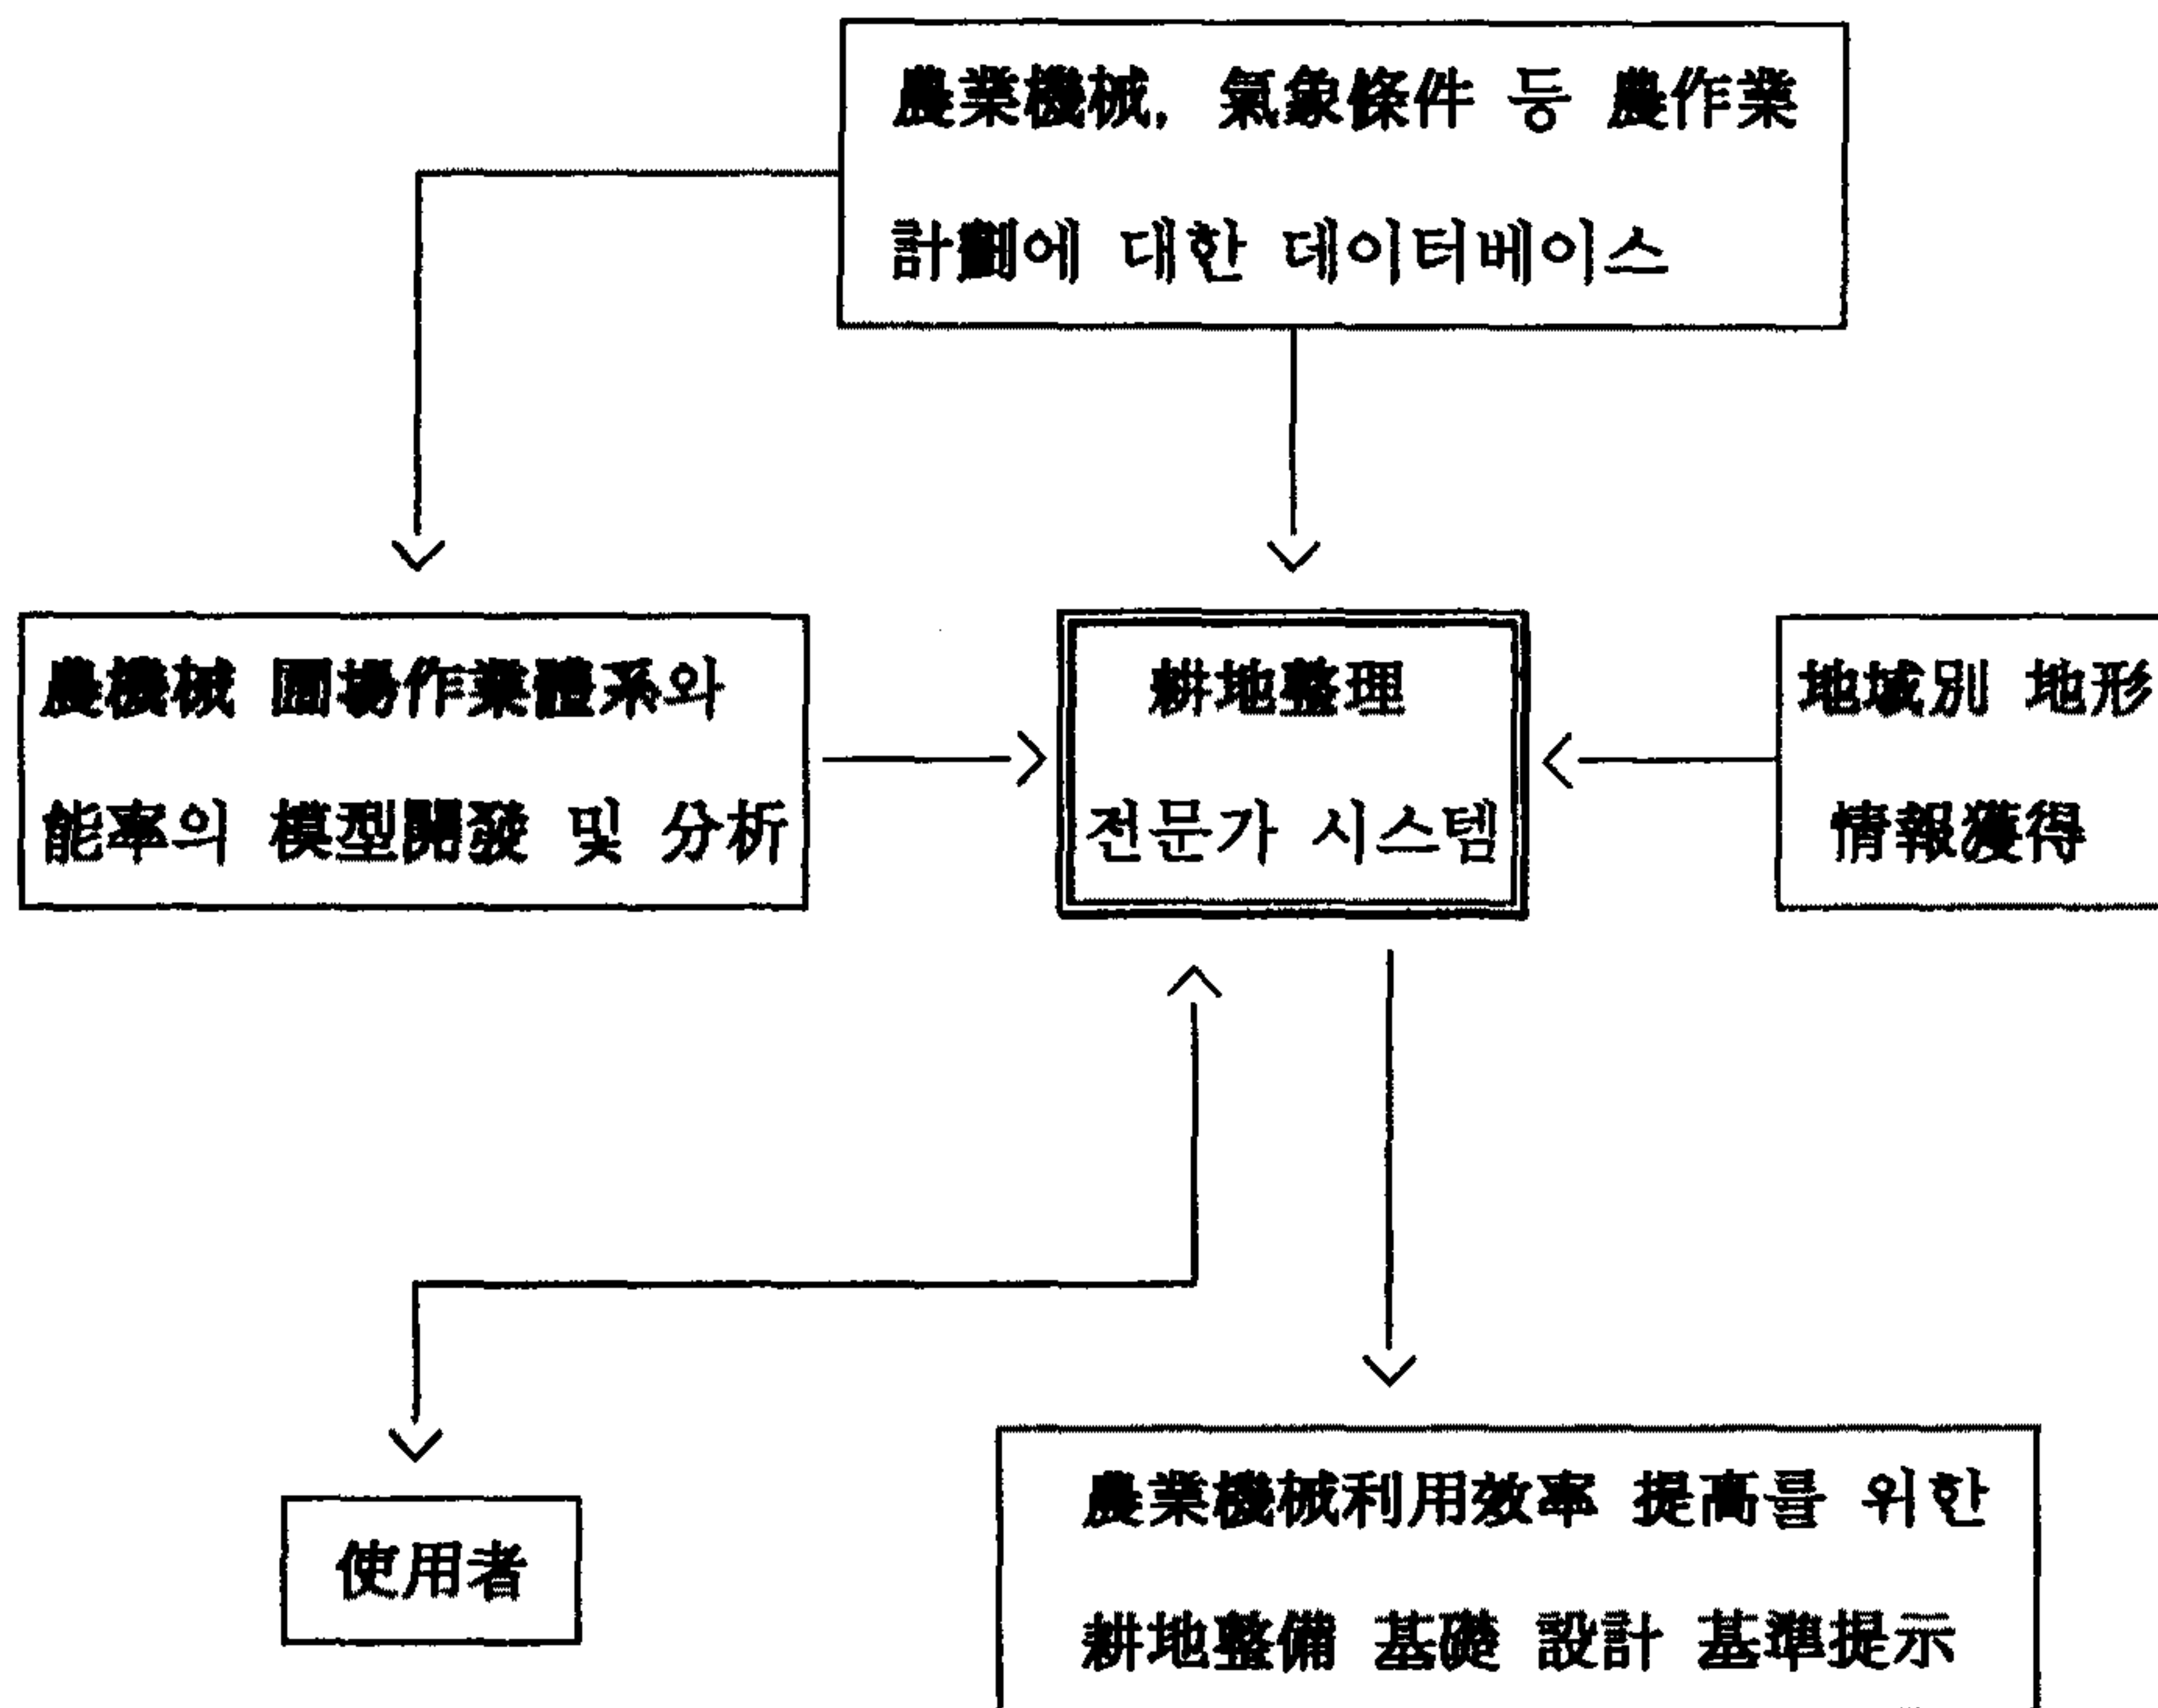 農業機械, 氣象條件 등 農作業
計劃에 대한 데이터베이스
農機械 圃場作業體系와
能率의 模型開發 및 分析
耕地整理
전문가 시스템
地域別 地形
情報獲得
使用者
農業機械利用效率 提高를 위한
耕地整備 基礎 設計 基準提示